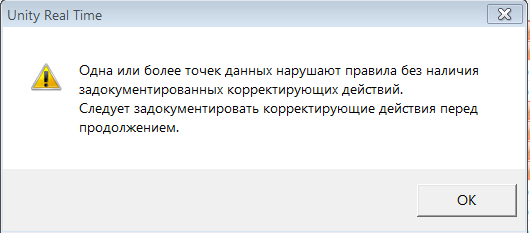 Unity Real Time
Одна или более точек данных нарушают правила без наличия
задокументированных корректирующих действий.
Следует задокументировать корректирующие действия перед
продолжением.
OK